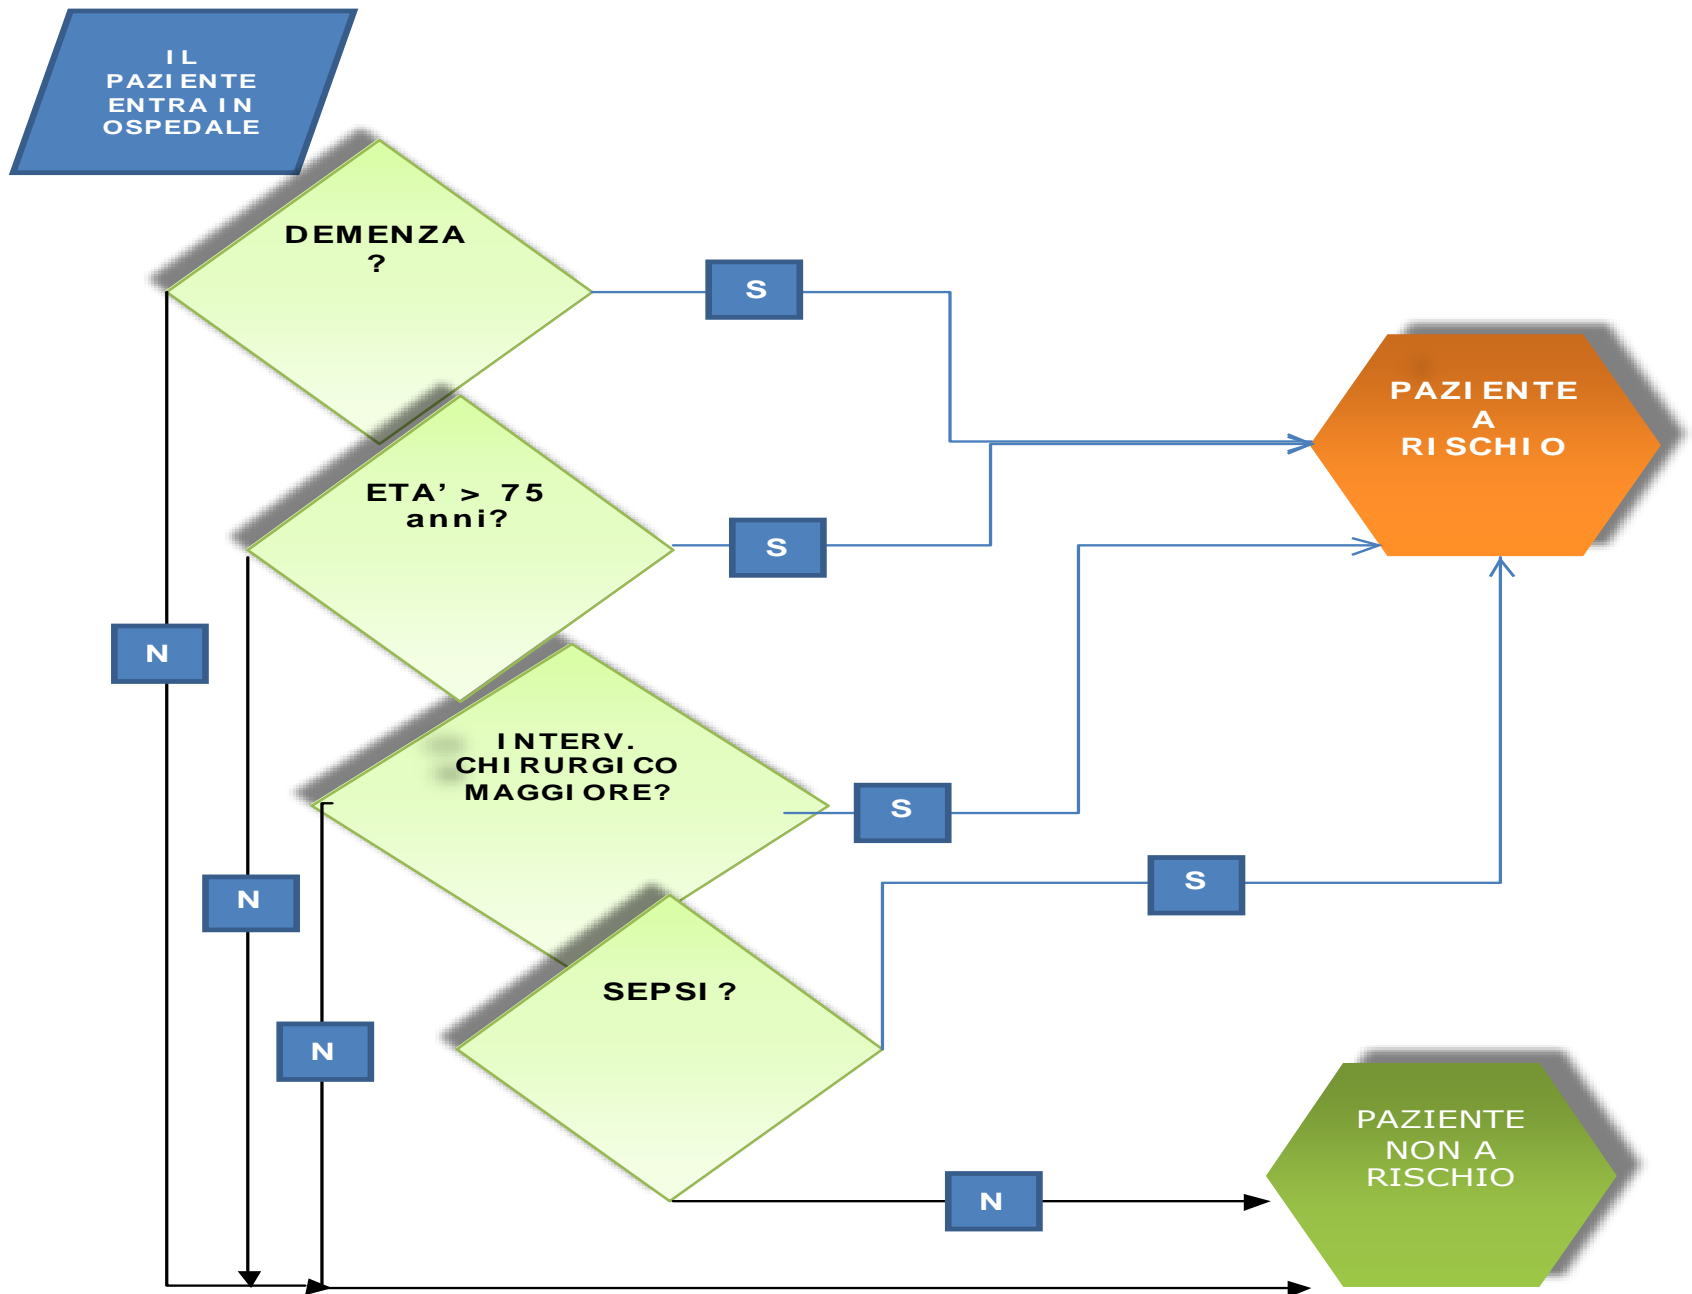 IL
PAZIENTE
ENTRA IN
OSPEDALE
DEMENZA
?
S
PAZIENTE
A
RISCHIO
ETA’ > 75
anni?
S
N
INTERV.
CHIRURGICO
MAGGIORE?
S
N
S
SEPSI?
N
PAZIENTE
NON A
RISCHIO
N